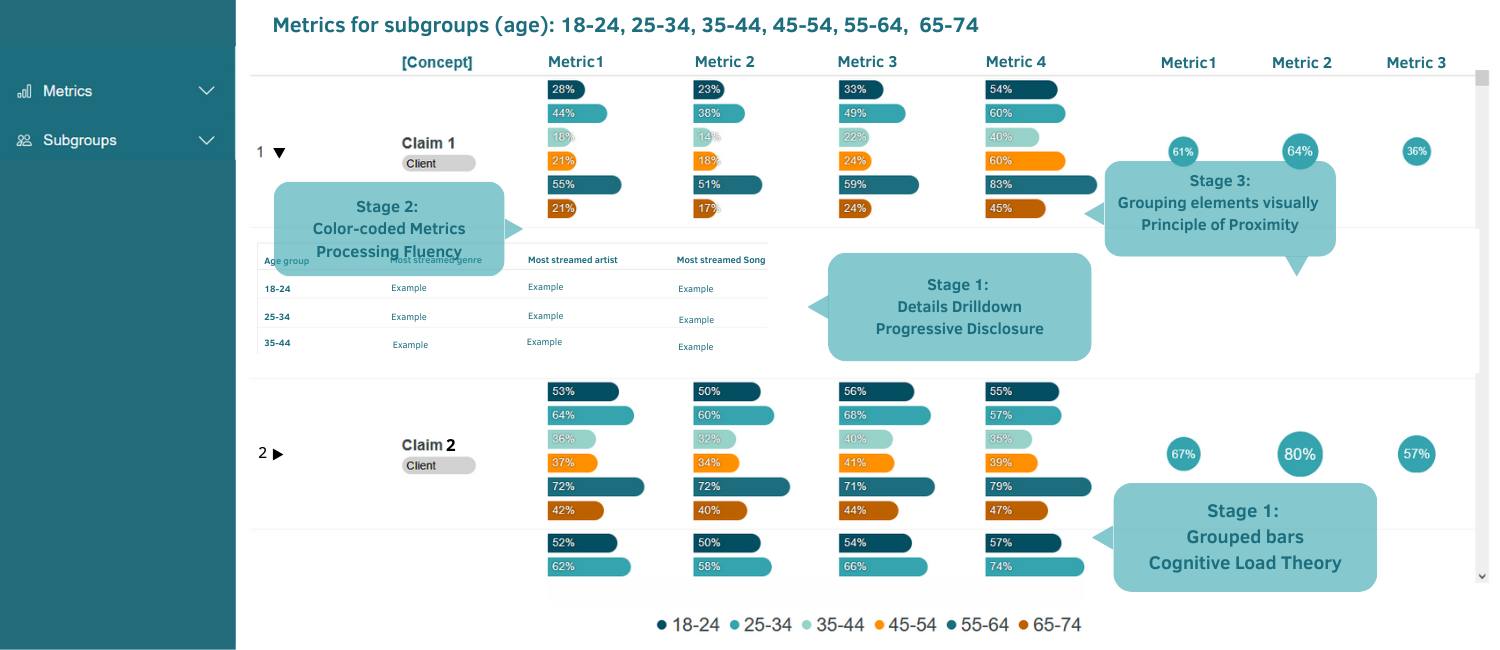 Metrics for subgroups (age): 18-24, 25-34, 35-44, 45-54, 55-64, 65-74
Metrics
Subgroups
[Concept] Metric1 Metric 2 Metric 3 Metric 4 Metric1 Metric 2 Metric 3
28% 23% 33% 54%
44% 38% 49% 60%
18% 14% 22% 40%
1 Claim 1
Client
61% 64% 36%
21% 18% 24% 60%
55% 51% 59% 83%
21% 17% 24% 45%
Stage 2:
Color-coded Metrics
Processing Fluency
Stage 3:
Grouping elements visually
Principle of Proximity
Age group Most streamed genre Most streamed artist Most streamed Song
18-24 Example Example Example
25-34 Example Example Example
35-44 Example Example Example
Stage 1:
Details Drilldown
Progressive Disclosure
53% 50% 56% 55%
64% 60% 68% 57%
36% 32% 40% 35%
2 Claim 2
Client
67% 80% 57%
37% 34% 41% 39%
72% 72% 71% 79%
42% 40% 44% 47%
52% 50% 54% 57%
62% 58% 66% 74%
Stage 1:
Grouped bars
Cognitive Load Theory
18-24 25-34 35-44 45-54 55-64 65-74